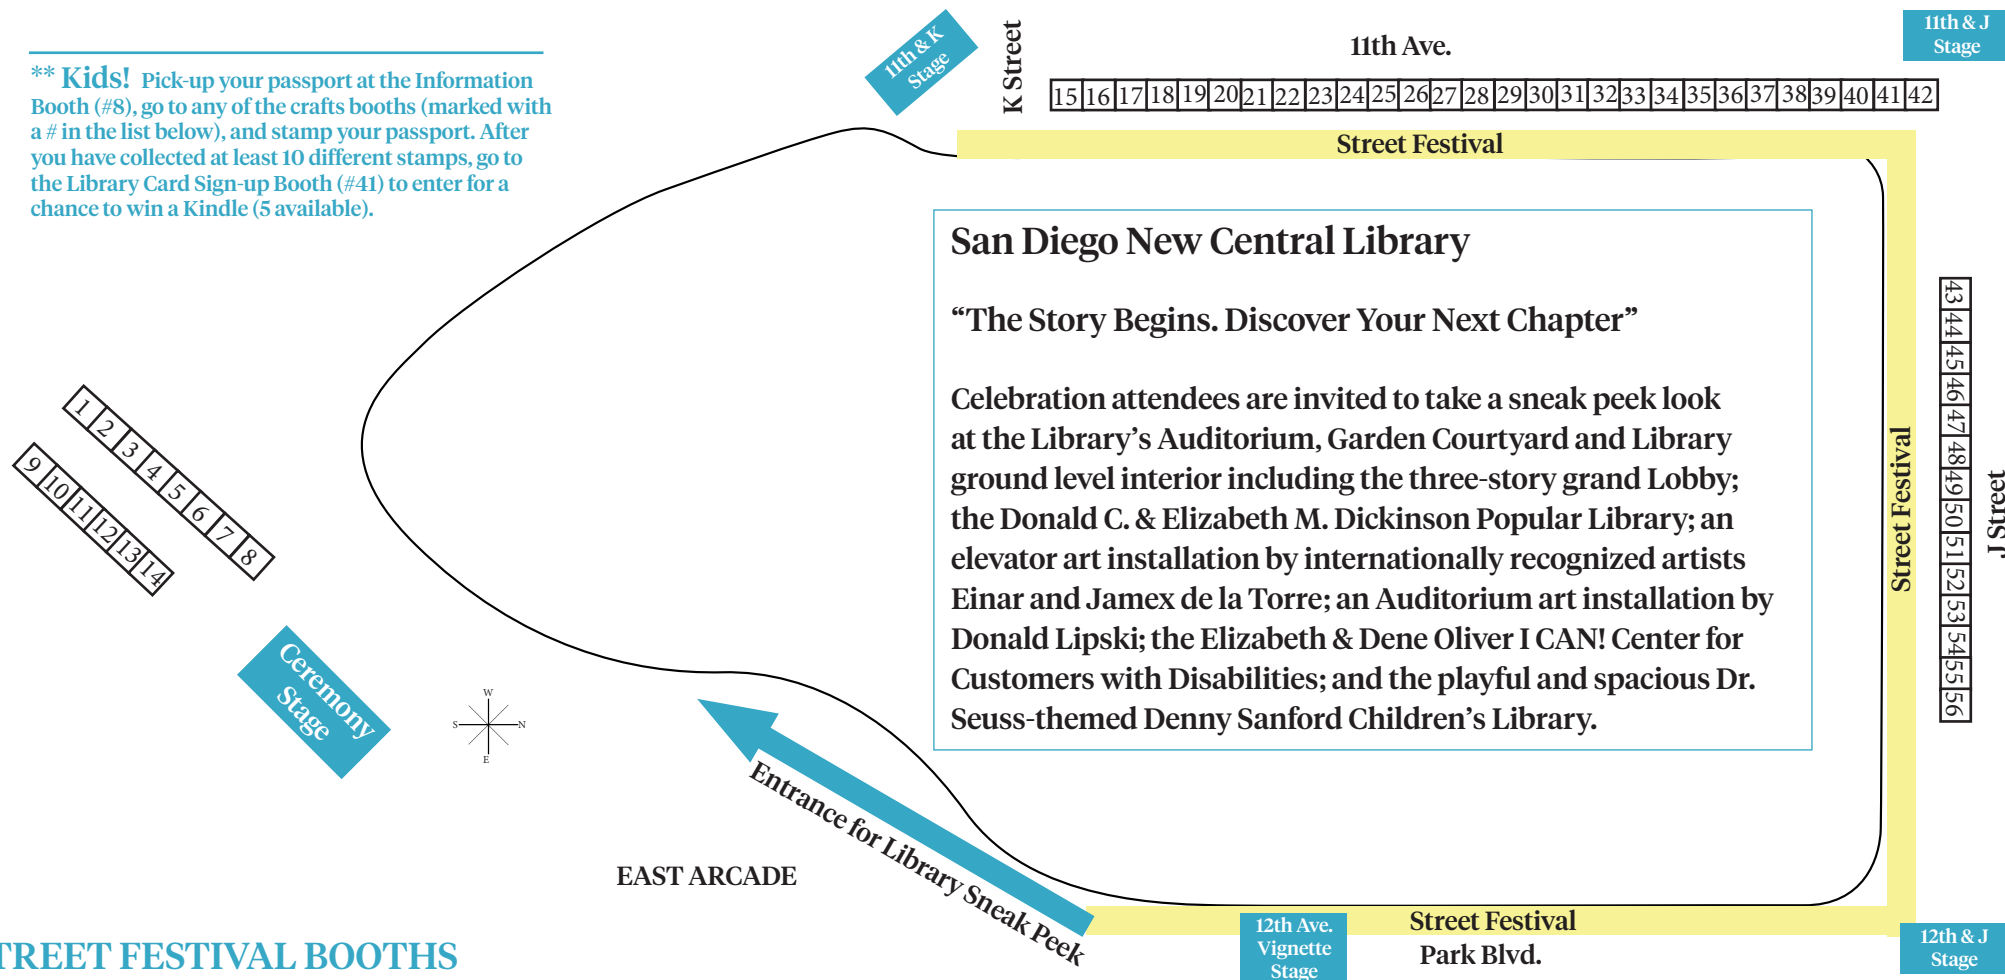 ** Kids! Pick-up your passport at the Information
Booth (#8), go to any of the crafts booths (marked with
a # in the list below), and stamp your passport. After
you have collected at least 10 different stamps, go to
the Library Card Sign-up Booth (#41) to enter for a
chance to win a Kindle (5 available).
11th & K
Stage
K Street
11th Ave.
11th & J
Stage
15 16 17 18 19 20 21 22 23 24 25 26 27 28 29 30 31 32 33 34 35 36 37 38 39 40 41 42
Street Festival
San Diego New Central Library
“The Story Begins. Discover Your Next Chapter”
Celebration attendees are invited to take a sneak peek look
at the Library’s Auditorium, Garden Courtyard and Library
ground level interior including the three-story grand Lobby;
the Donald C. & Elizabeth M. Dickinson Popular Library; an
elevator art installation by internationally recognized artists
Einar and Jamex de la Torre; an Auditorium art installation by
Donald Lipski; the Elizabeth & Dene Oliver I CAN! Center for
Customers with Disabilities; and the playful and spacious Dr.
Seuss-themed Denny Sanford Children’s Library.
43 44 45 46 47 48 49 50 51 52 53 54 55 56
Street Festival
J Street
1 2 3 4 5 6 7 8
9 10 11 12 13 14
Ceremony
Stage
W
S N
E
Entrance for Library Sneak Peek
EAST ARCADE
Street Festival
12th Ave.
Vignette
Stage
Park Blvd.
12th & J
Stage
TREET FESTIVAL BOOTHS